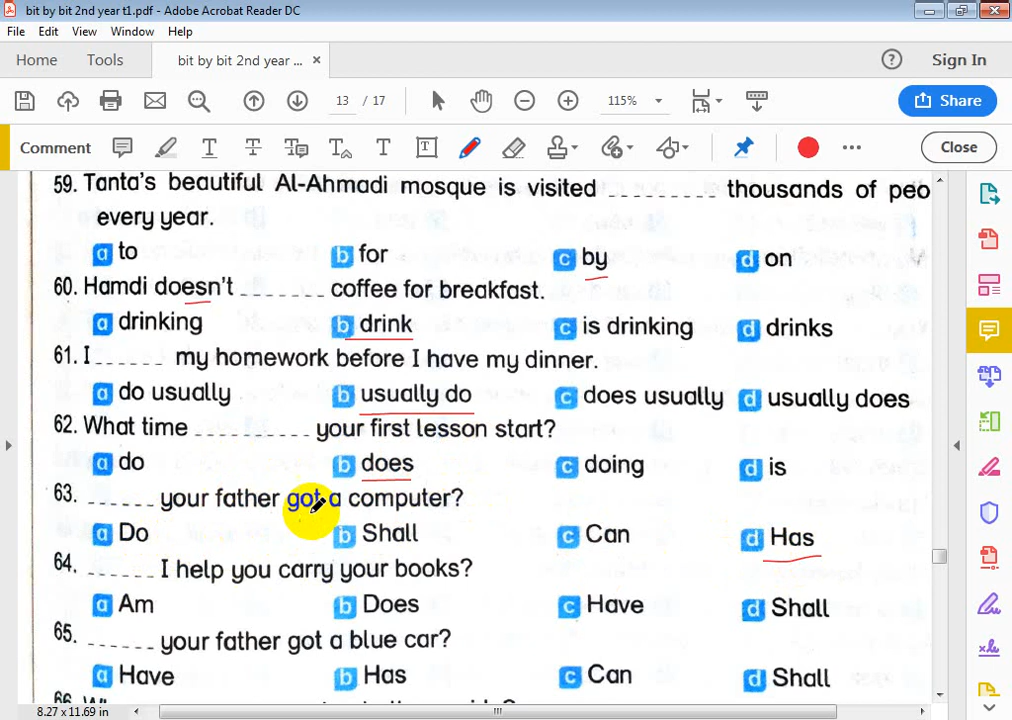 bit by bit 2nd year t1.pdf - Adobe Acrobat Reader DC
File Edit View Window Help
Home Tools bit by bit 2nd year ... × ? Sign In
13 / 17 115% Share
Comment Close
59. Tanta's beautiful Al-Ahmadi mosque is visited ________ thousands of peo
every year.
a to b for c by d on
60. Hamdi doesn't ________ coffee for breakfast.
a drinking b drink c is drinking d drinks
61. I ______ my homework before I have my dinner.
a do usually b usually do c does usually d usually does
62. What time _________ your first lesson start?
a do b does c doing d is
63. ______ your father got a computer?
a Do b Shall c Can d Has
64. ______ I help you carry your books?
a Am b Does c Have d Shall
65. ______ your father got a blue car?
a Have b Has c Can d Shall
8.27 x 11.69 in